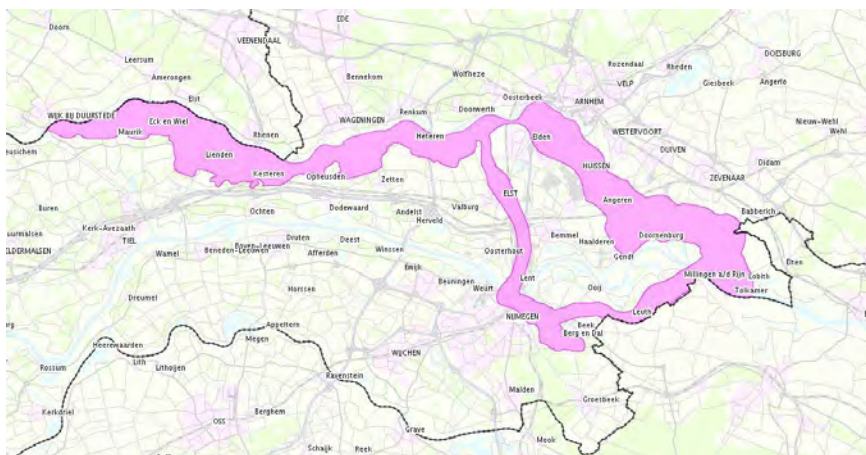 Doorn
VEENENDAAL
EDE
Leersum
Amerongen
Bennekom
Wolfheze
Rozendaal
Rheden
VELP
DOESBURG
Giesbeek
Angerlo
Elst
Oosterbeek
ARNHEM
WIJK BIJ DUURSTEDE
Eck en Wiel
Maurik
Rhenen
WAGENINGEN
Renkum
Doorwerth
Heteren
Elden
WESTERVOORT
DUIVEN
Nieuw-Wehl
Wehl
Didam
Lienden
Kesteren
Opheusden
Zetten
HUISSEN
ZEVENAAR
ELST
Angeren
Babberich
Buren
Ochten
Dodewaard
Andelst
Herveld
Valburg
Kerk-Avezaath
TIEL
Druten
Deest
Winssen
Oosterhout
Bemmel
Haalderen
Doornenburg
Gendt
Elten
Wamel
Beneden-Leeuwen
Boven-Leeuwen
Afferden
Ewijk
Beuningen
Weurt
Lent
Ooij
Millingen a/d Rijn
Lobith
Tolkamer
Dreumel
Horssen
NIJMEGEN
Leuth
Beek
Berg en Dal
Appeltern
Megen
Heerewaarden
Lith
Lithoijen
WIJCHEN
Rossum
Ravenstein
Malden
Groesbeek
Kerkdriel
OSS
Berghem
Grave
Schaijk
Reek
Mook